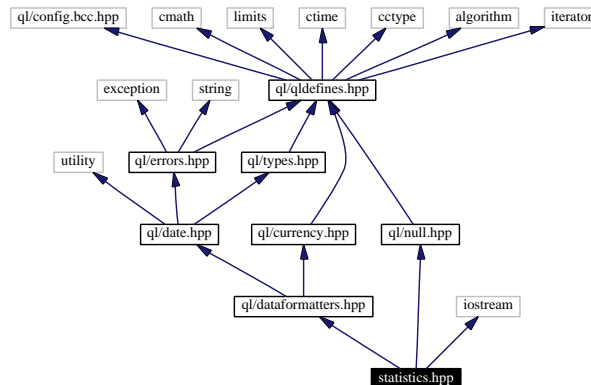 ql/config.bcc.hpp cmath limits ctime cctype algorithm iterator
ql/qldefines.hpp
exception string
utility ql/errors.hpp ql/types.hpp
ql/date.hpp ql/currency.hpp ql/null.hpp
ql/dataformatters.hpp iostream
statistics.hpp